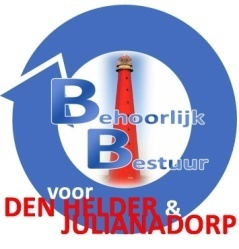 Behoorlijk
Bestuur
voor
DEN HELDER &
JULIANADORP